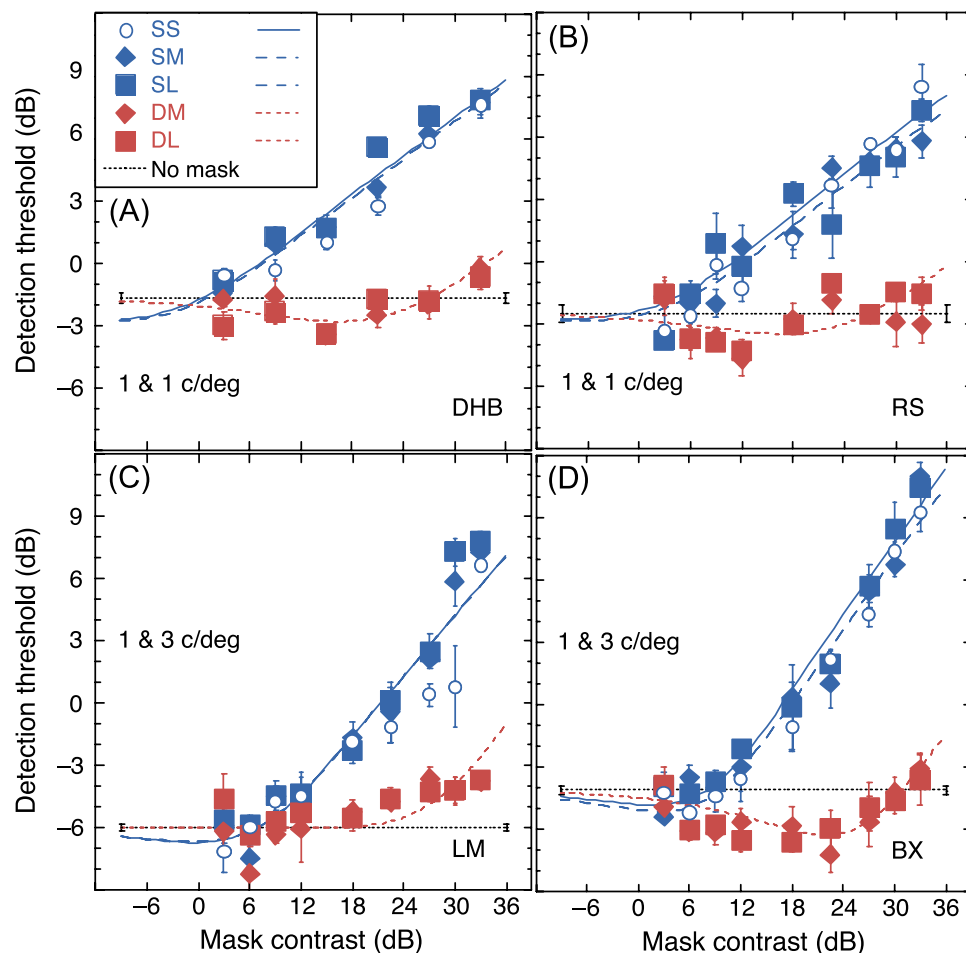 SS
SM
SL
DM
DL
No mask
(A)
(B)
9
6
3
0
−3
−6
Detection threshold (dB)
1 & 1 c/deg
DHB
1 & 1 c/deg
RS
(C)
(D)
9
6
3
0
−3
−6
Detection threshold (dB)
1 & 3 c/deg
LM
1 & 3 c/deg
BX
−6 0 6 12 18 24 30 36
−6 0 6 12 18 24 30 36
Mask contrast (dB)
Mask contrast (dB)